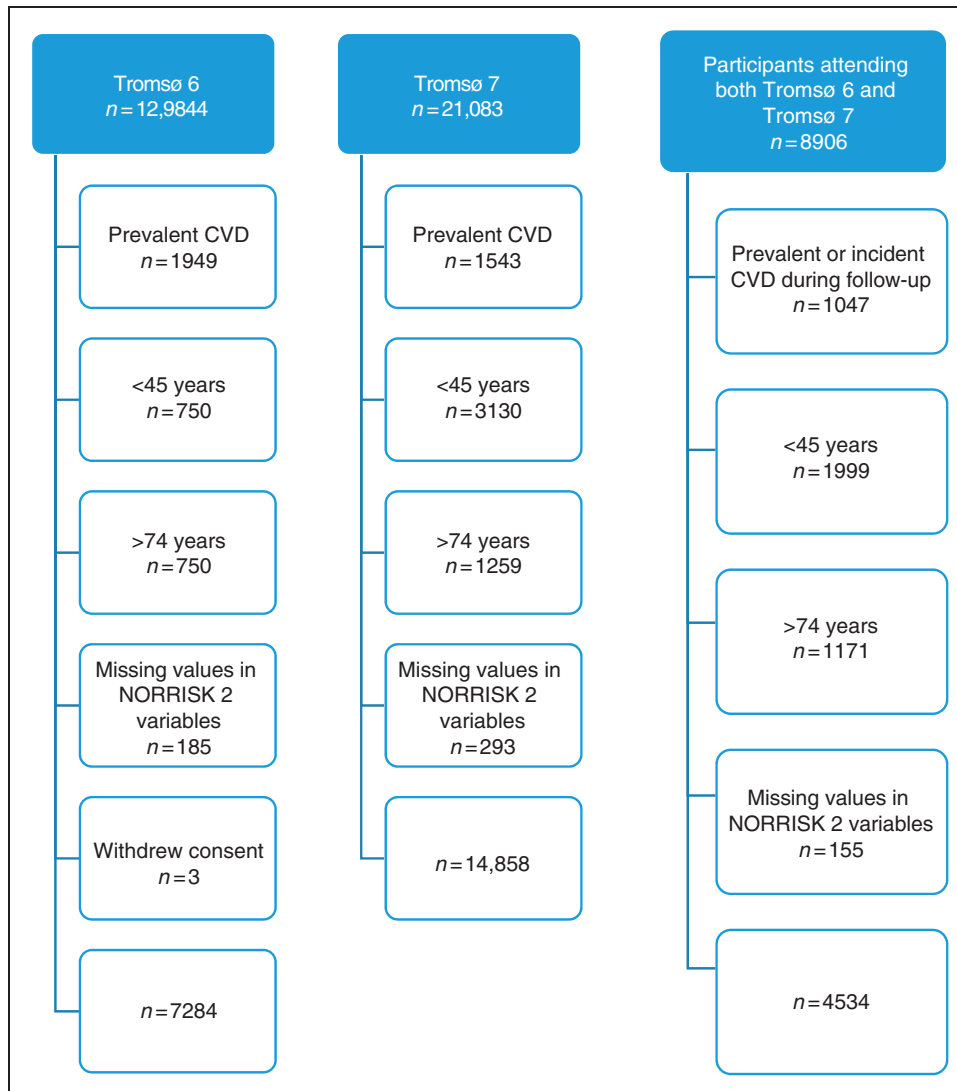 Tromsø 6
n=12,9844
Prevalent CVD
n=1949
<45 years
n=750
>74 years
n=750
Missing values in
NORRISK 2
variables
n=185
Withdrew consent
n=3
n=7284
Tromsø 7
n=21,083
Prevalent CVD
n=1543
<45 years
n=3130
>74 years
n=1259
Missing values in
NORRISK 2
variables
n=293
n=14,858
Participants attending
both Tromsø 6 and
Tromsø 7
n=8906
Prevalent or incident
CVD during follow-up
n=1047
<45 years
n=1999
>74 years
n=1171
Missing values in
NORRISK 2 variables
n=155
n=4534